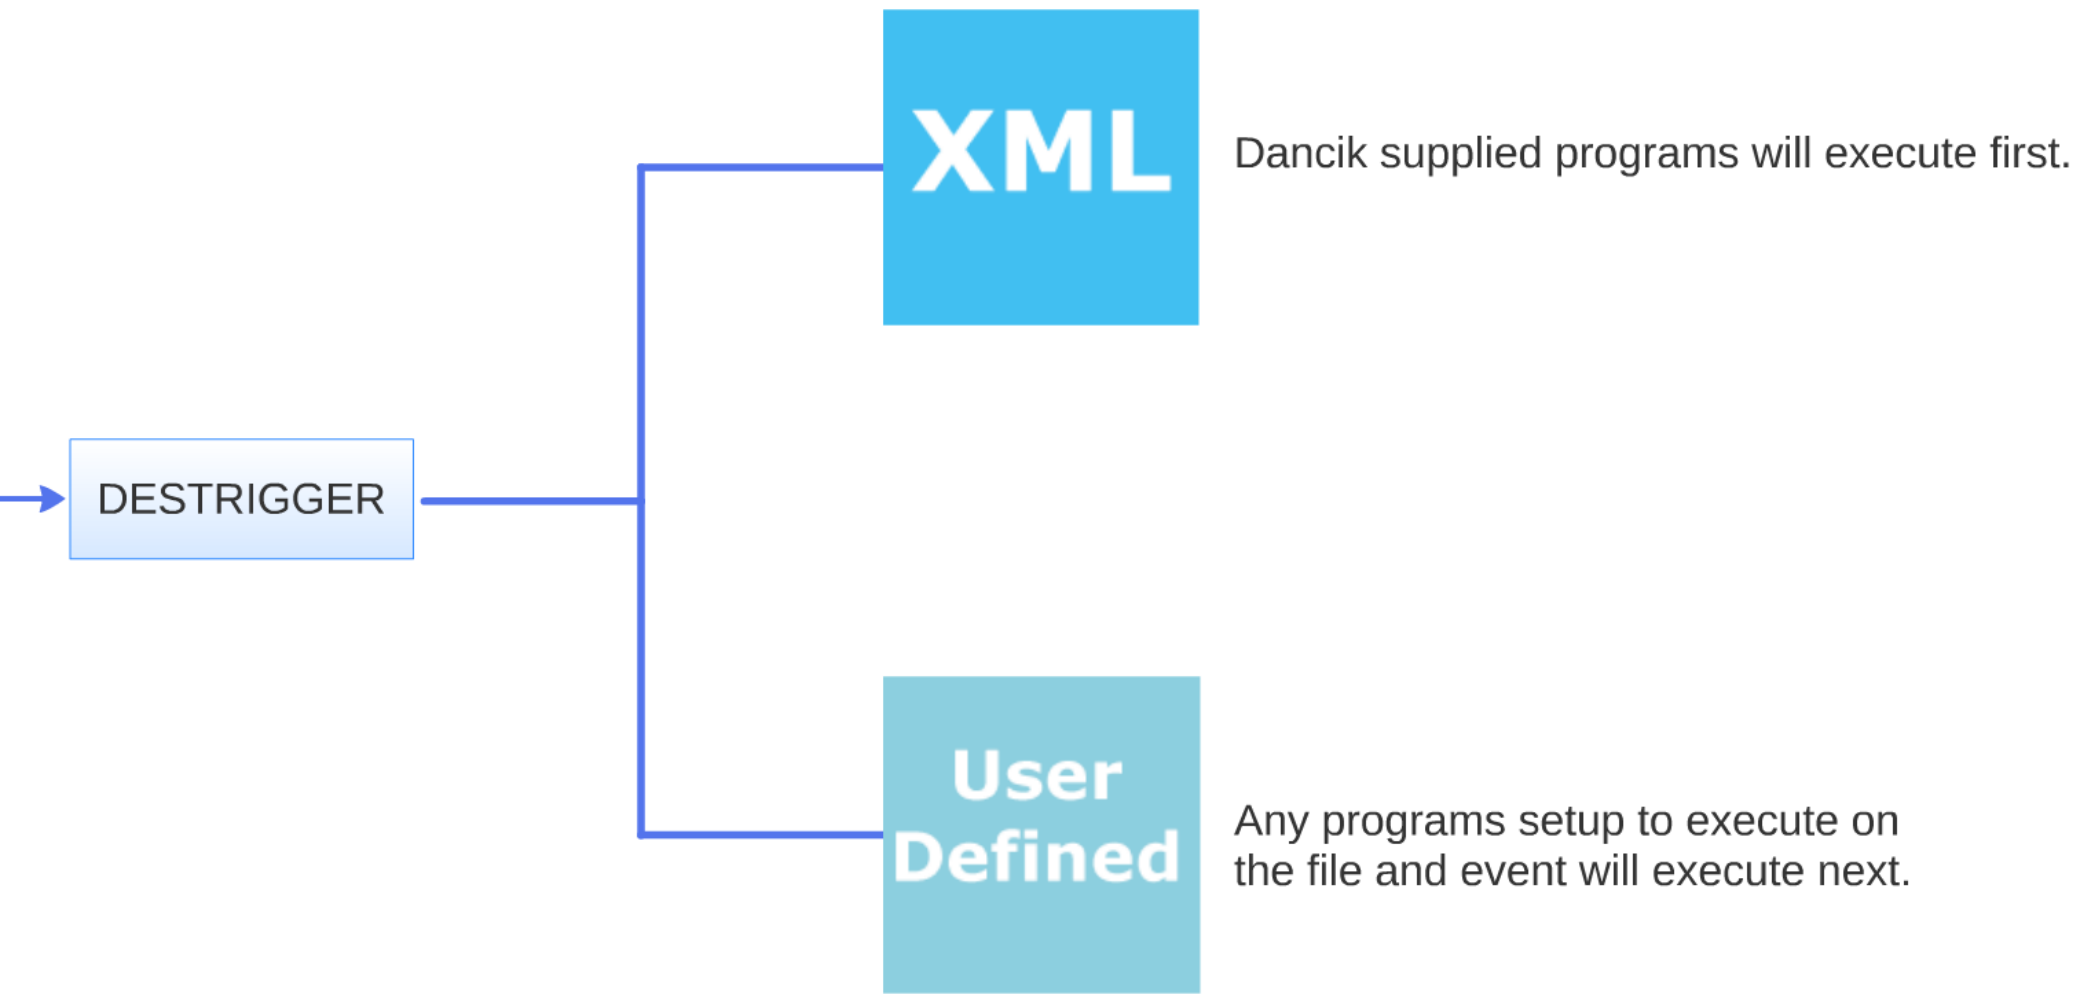 XML
Dancik supplied programs will execute first.
DESTRIGGER
User
Defined
Any programs setup to execute on
the file and event will execute next.